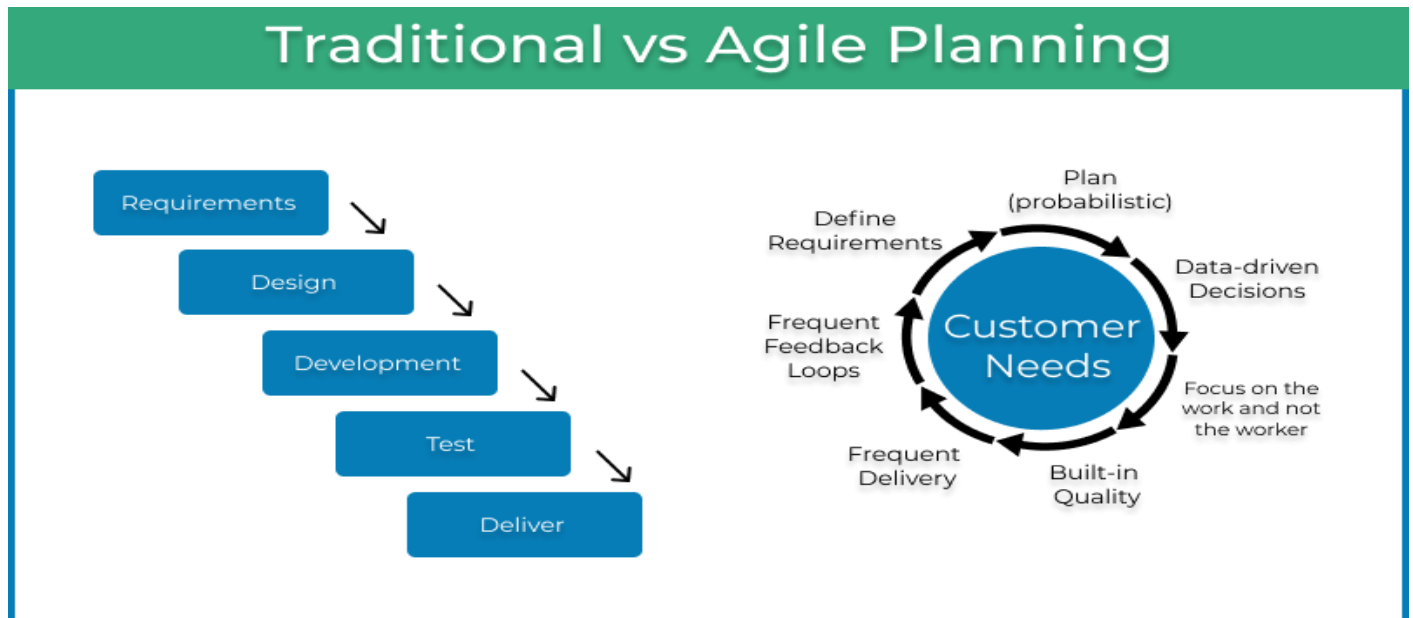 Traditional vs Agile Planning
Requirements
Design
Development
Test
Deliver
Plan
(probabilistic)
Data-driven
Decisions
Focus on the
work and not
the worker
Built-in
Quality
Frequent
Delivery
Frequent
Feedback
Loops
Define
Requirements
Customer
Needs